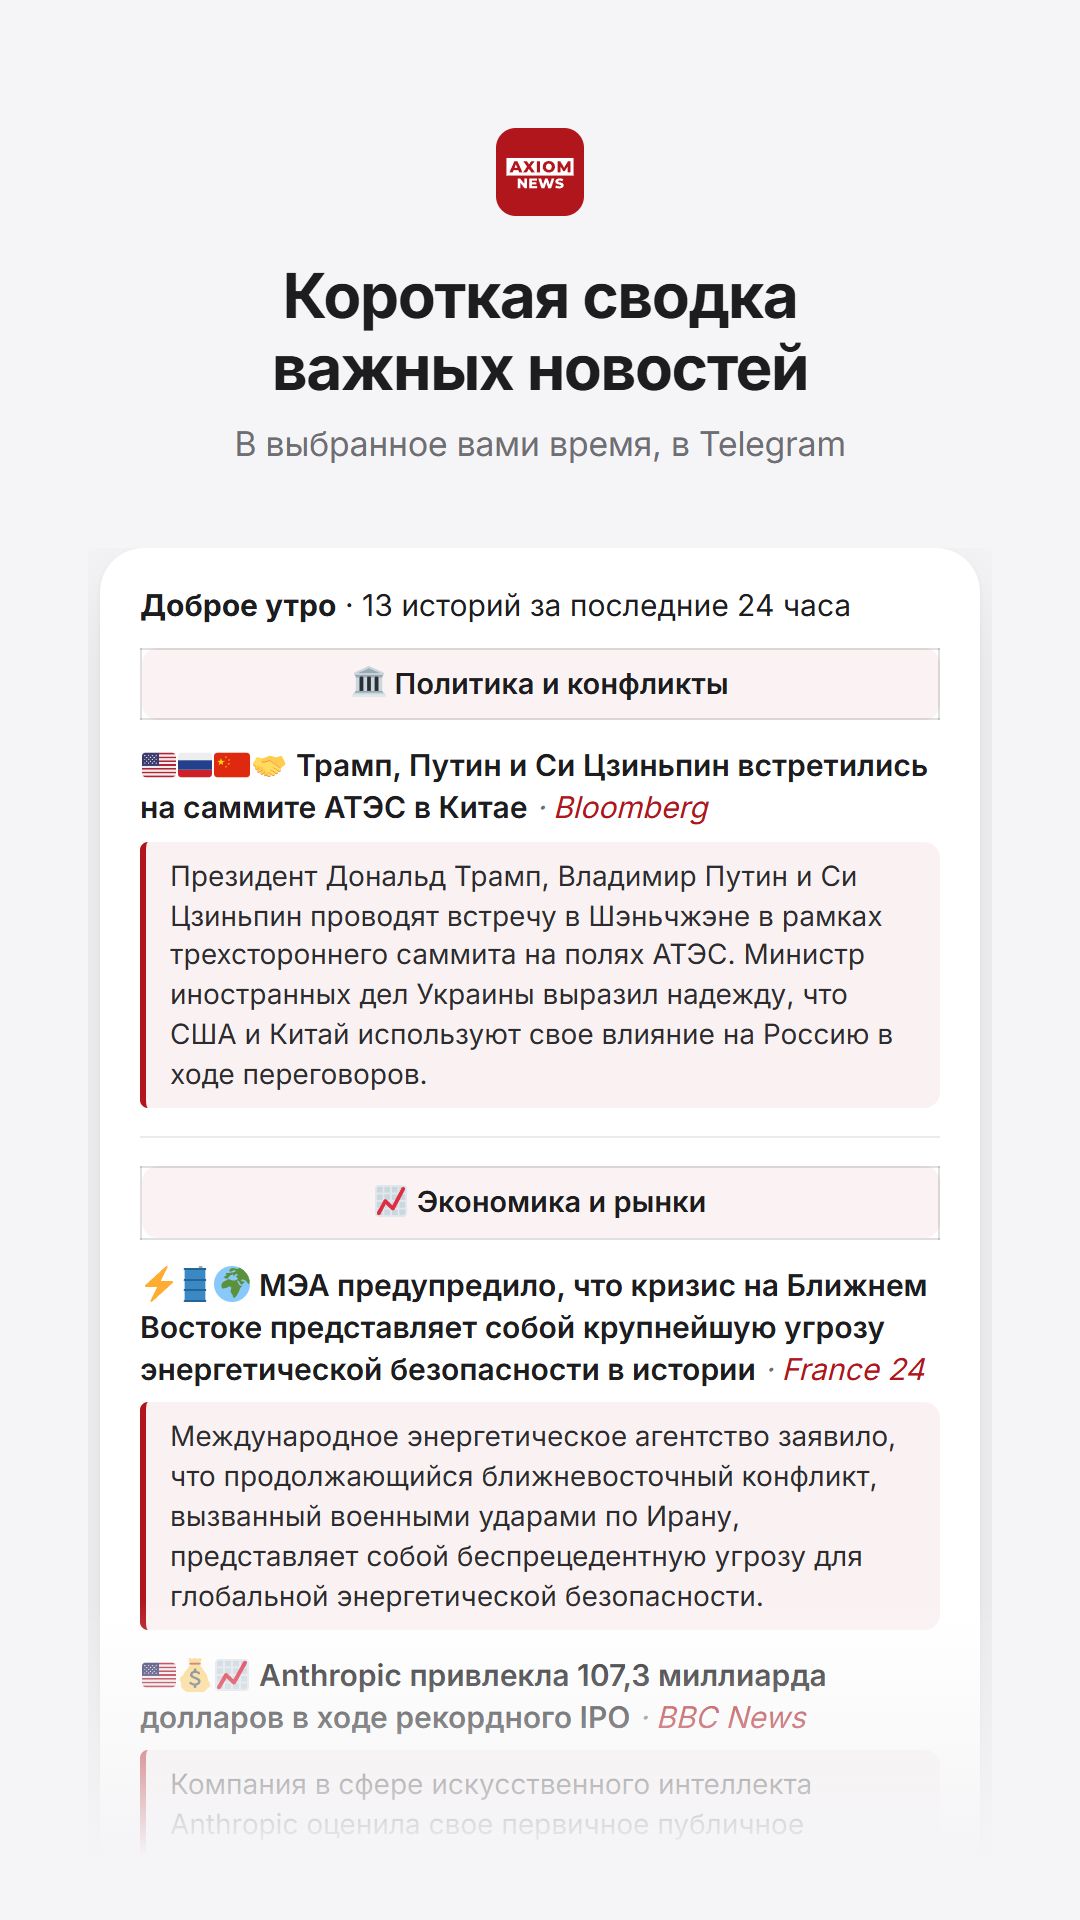 AXIOM
NEWS
Короткая сводка
важных новостей
В выбранное вами время, в Telegram
Доброе утро · 13 историй за последние 24 часа
🏛️ Политика и конфликты
🇺🇸🇷🇺🇨🇳🤝 Трамп, Путин и Си Цзиньпин встретились
на саммите АТЭС в Китае · Bloomberg
Президент Дональд Трамп, Владимир Путин и Си
Цзиньпин проводят встречу в Шэньчжэне в рамках
трехстороннего саммита на полях АТЭС. Министр
иностранных дел Украины выразил надежду, что
США и Китай используют свое влияние на Россию в
ходе переговоров.
📈 Экономика и рынки
⚡🛢️🌍 МЭА предупредило, что кризис на Ближнем
Востоке представляет собой крупнейшую угрозу
энергетической безопасности в истории · France 24
Международное энергетическое агентство заявило,
что продолжающийся ближневосточный конфликт,
вызванный военными ударами по Ирану,
представляет собой беспрецедентную угрозу для
глобальной энергетической безопасности.
🇺🇸💰📈 Anthropic привлекла 107,3 миллиарда
долларов в ходе рекордного IPO · BBC News
Компания в сфере искусственного интеллекта
Anthropic оценила свое первичное публичное